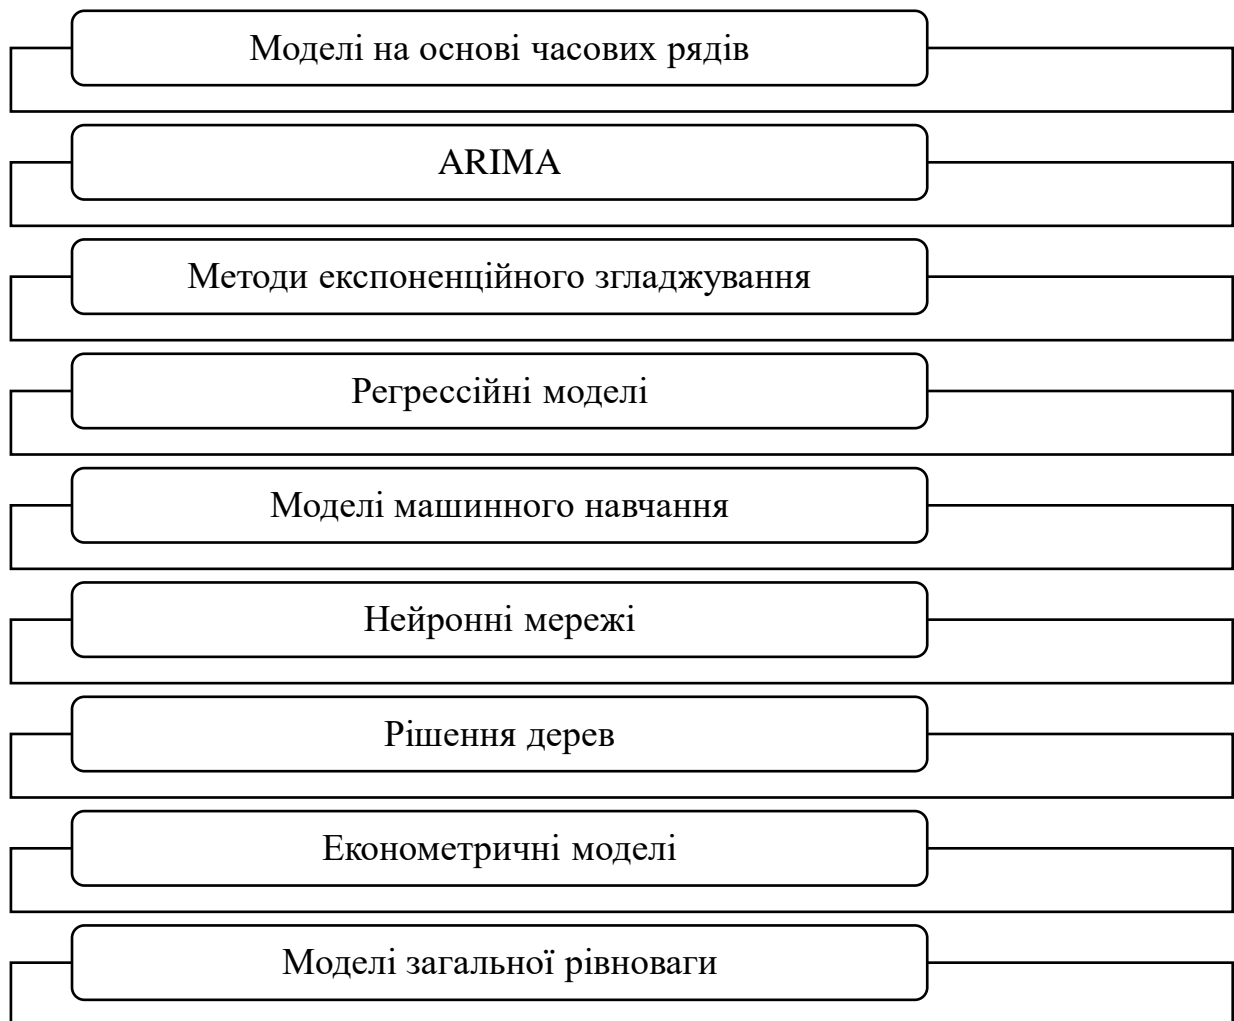 Моделі на основі часових рядів
ARIMA
Методи експоненційного згладжування
Регрессійні моделі
Моделі машинного навчання
Нейронні мережі
Рішення дерев
Економетричні моделі
Моделі загальної рівноваги